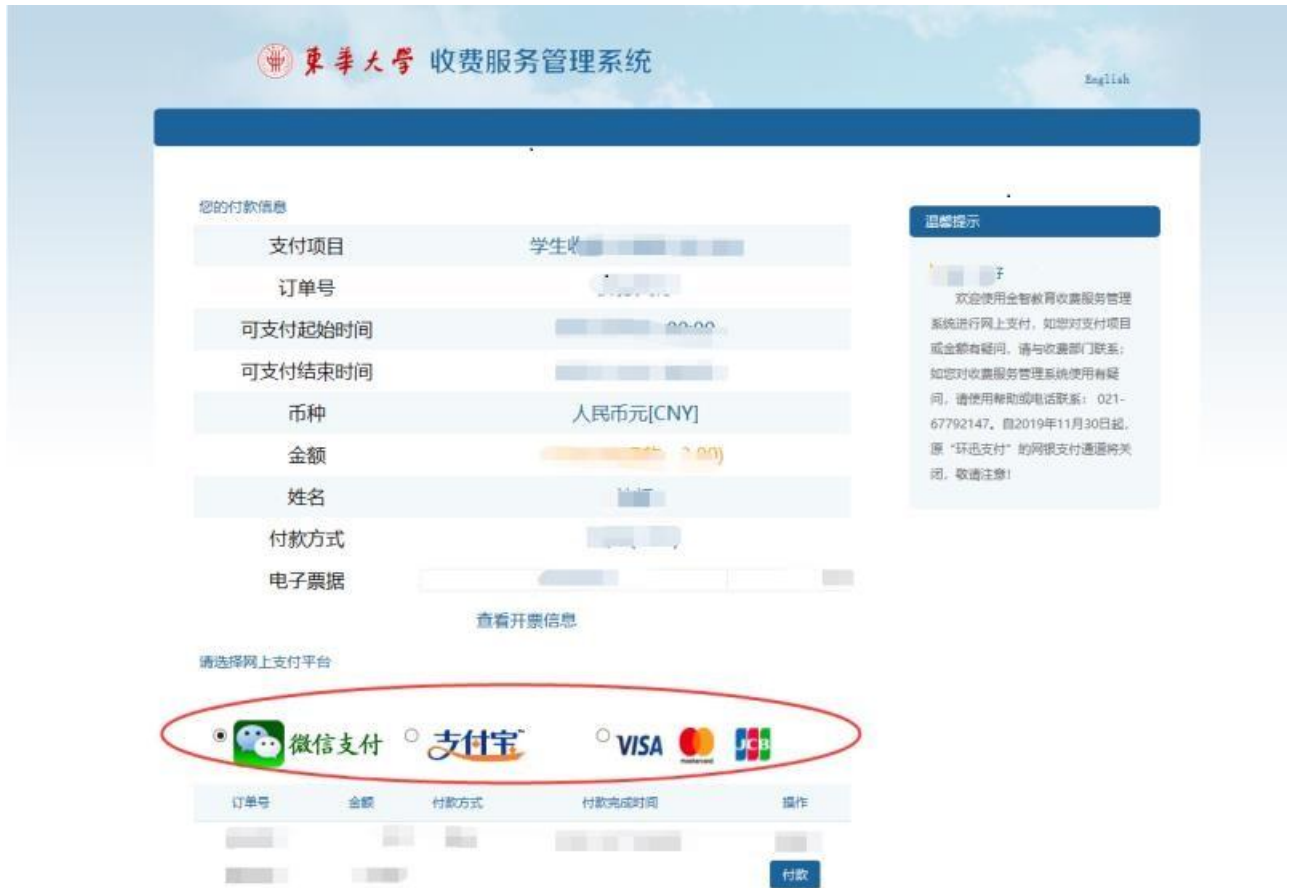 東華大學 收费服务管理系统
English
您的付款信息
支付项目 学生收
订单号
可支付起始时间 00:00
可支付结束时间
币种 人民币元[CNY]
金额
姓名
付款方式
电子票据
查看开票信息
请选择网上支付平台
微信支付 支付宝 VISA mastercard JCB
订单号 金额 付款方式 付款完成时间 操作
付款
温馨提示
欢迎使用金智教育收费服务管理
系统进行网上支付，如您对支付项目
或金额有疑问，请与收费部门联系；
如您对收费服务管理系统使用有疑
问，请使用帮助或电话联系： 021-
67792147。自2019年11月30日起，
原“环迅支付”的网银支付通道将关
闭，敬请注意！